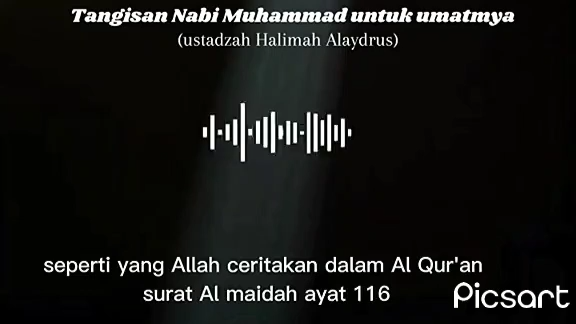 Tangisan Nabi Muhammad untuk umatmya
(ustadzah Halimah Alaydrus)
seperti yang Allah ceritakan dalam Al Qur'an
surat Al maidah ayat 116
Picsart